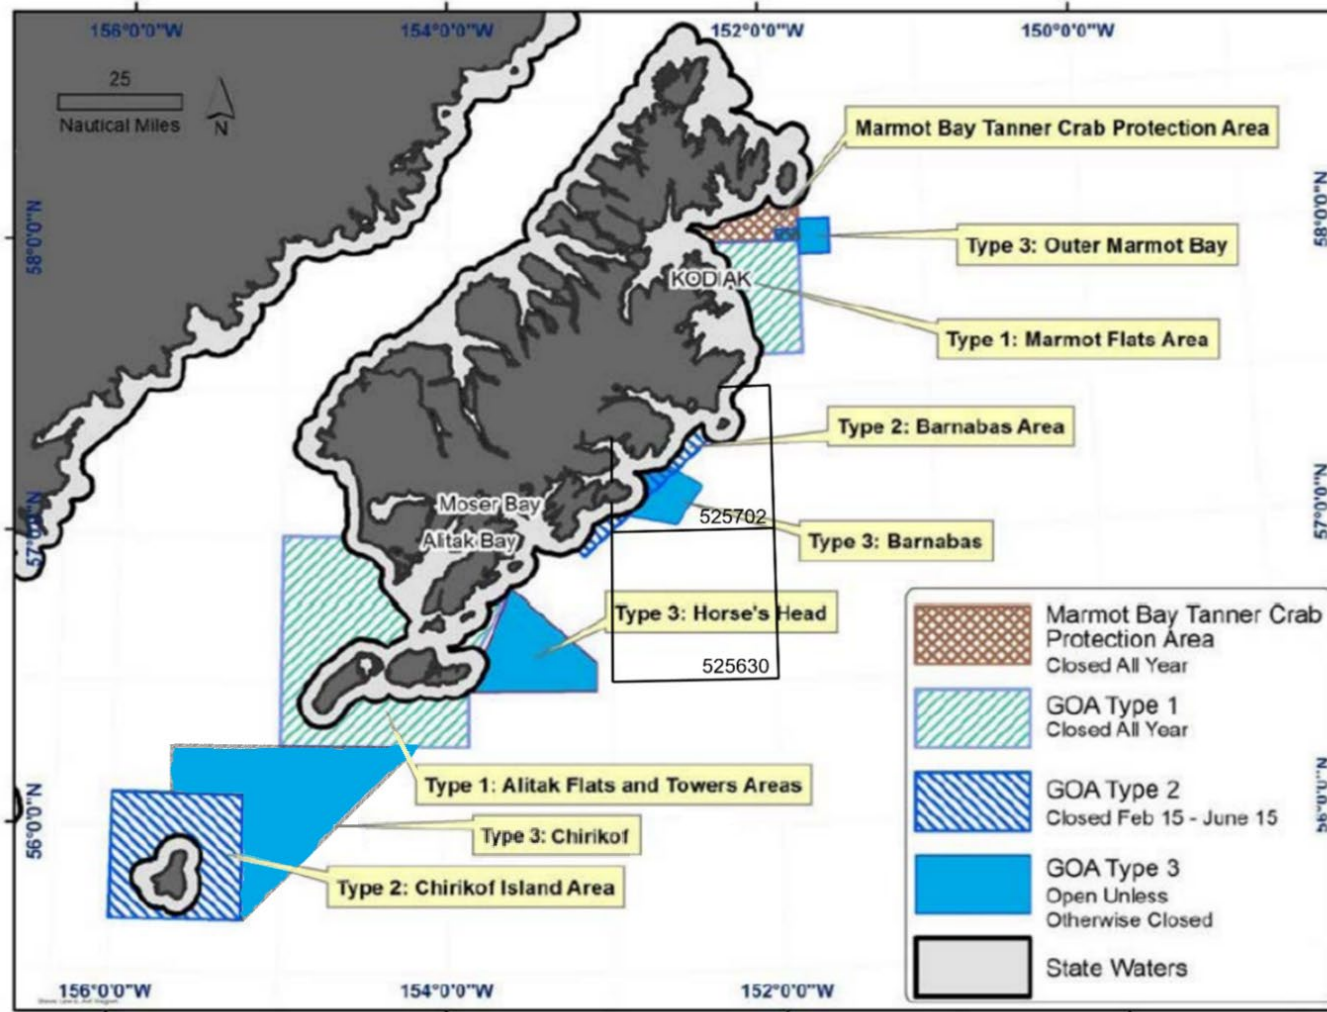 156°0'0"W
154°0'0"W
152°0'0"W
150°0'0"W
25
Nautical Miles
N
Marmot Bay Tanner Crab Protection Area
58°0'0"N
58°0'0"N
Type 3: Outer Marmot Bay
KODIAK
Type 1: Marmot Flats Area
Type 2: Barnabas Area
57°0'0"N
57°0'0"N
Moser Bay
525702
Alitak Bay
Type 3: Barnabas
Type 3: Horse's Head
525630
Type 1: Alitak Flats and Towers Areas
56°0'0"N
56°0'0"N
Type 3: Chirikof
Type 2: Chirikof Island Area
Marmot Bay Tanner Crab
Protection Area
Closed All Year
GOA Type 1
Closed All Year
GOA Type 2
Closed Feb 15 - June 15
GOA Type 3
Open Unless
Otherwise Closed
State Waters
156°0'0"W
154°0'0"W
152°0'0"W